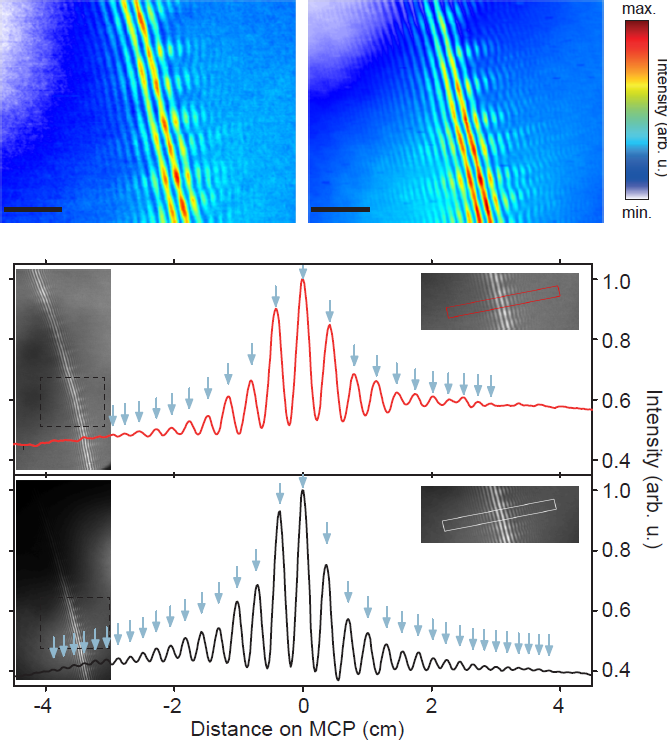 max.
Intensity (arb. u.)
min.
1.0
0.8
0.6
0.4
1.0
0.8
0.6
0.4
Intensity (arb. u.)
-4 -2 0 2 4
Distance on MCP (cm)